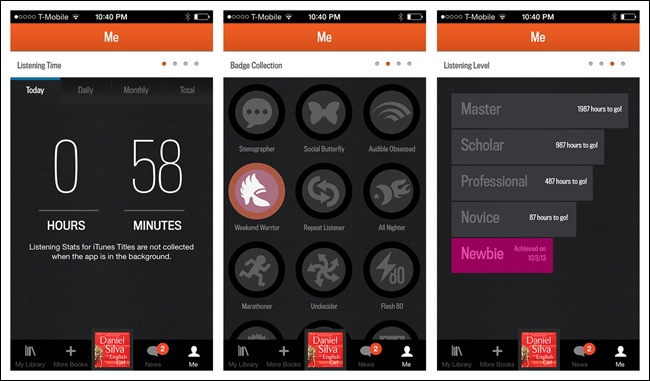 T-Mobile 10:40 PM
Me
Listening Time
Today Daily Monthly Total
0 58
HOURS MINUTES
Listening Stats for iTunes Titles are not collected
when the app is in the background.
Daniel
Silva
The
English
Girl
2
My Library More Books News Me
T-Mobile 10:40 PM
Me
Badge Collection
Stenographer Social Butterfly Audible Obsessed
Weekend Warrior Repeat Listener All Nighter
80
Marathoner Undecider Flash 80
Daniel
Silva
The
English
Girl
2
My Library More Books News Me
T-Mobile 10:40 PM
Me
Listening Level
Master 1987 hours to go!
Scholar 987 hours to go!
Professional 487 hours to go!
Novice 87 hours to go!
Newbie Achieved on
10/3/13
Daniel
Silva
The
English
Girl
2
My Library More Books News Me